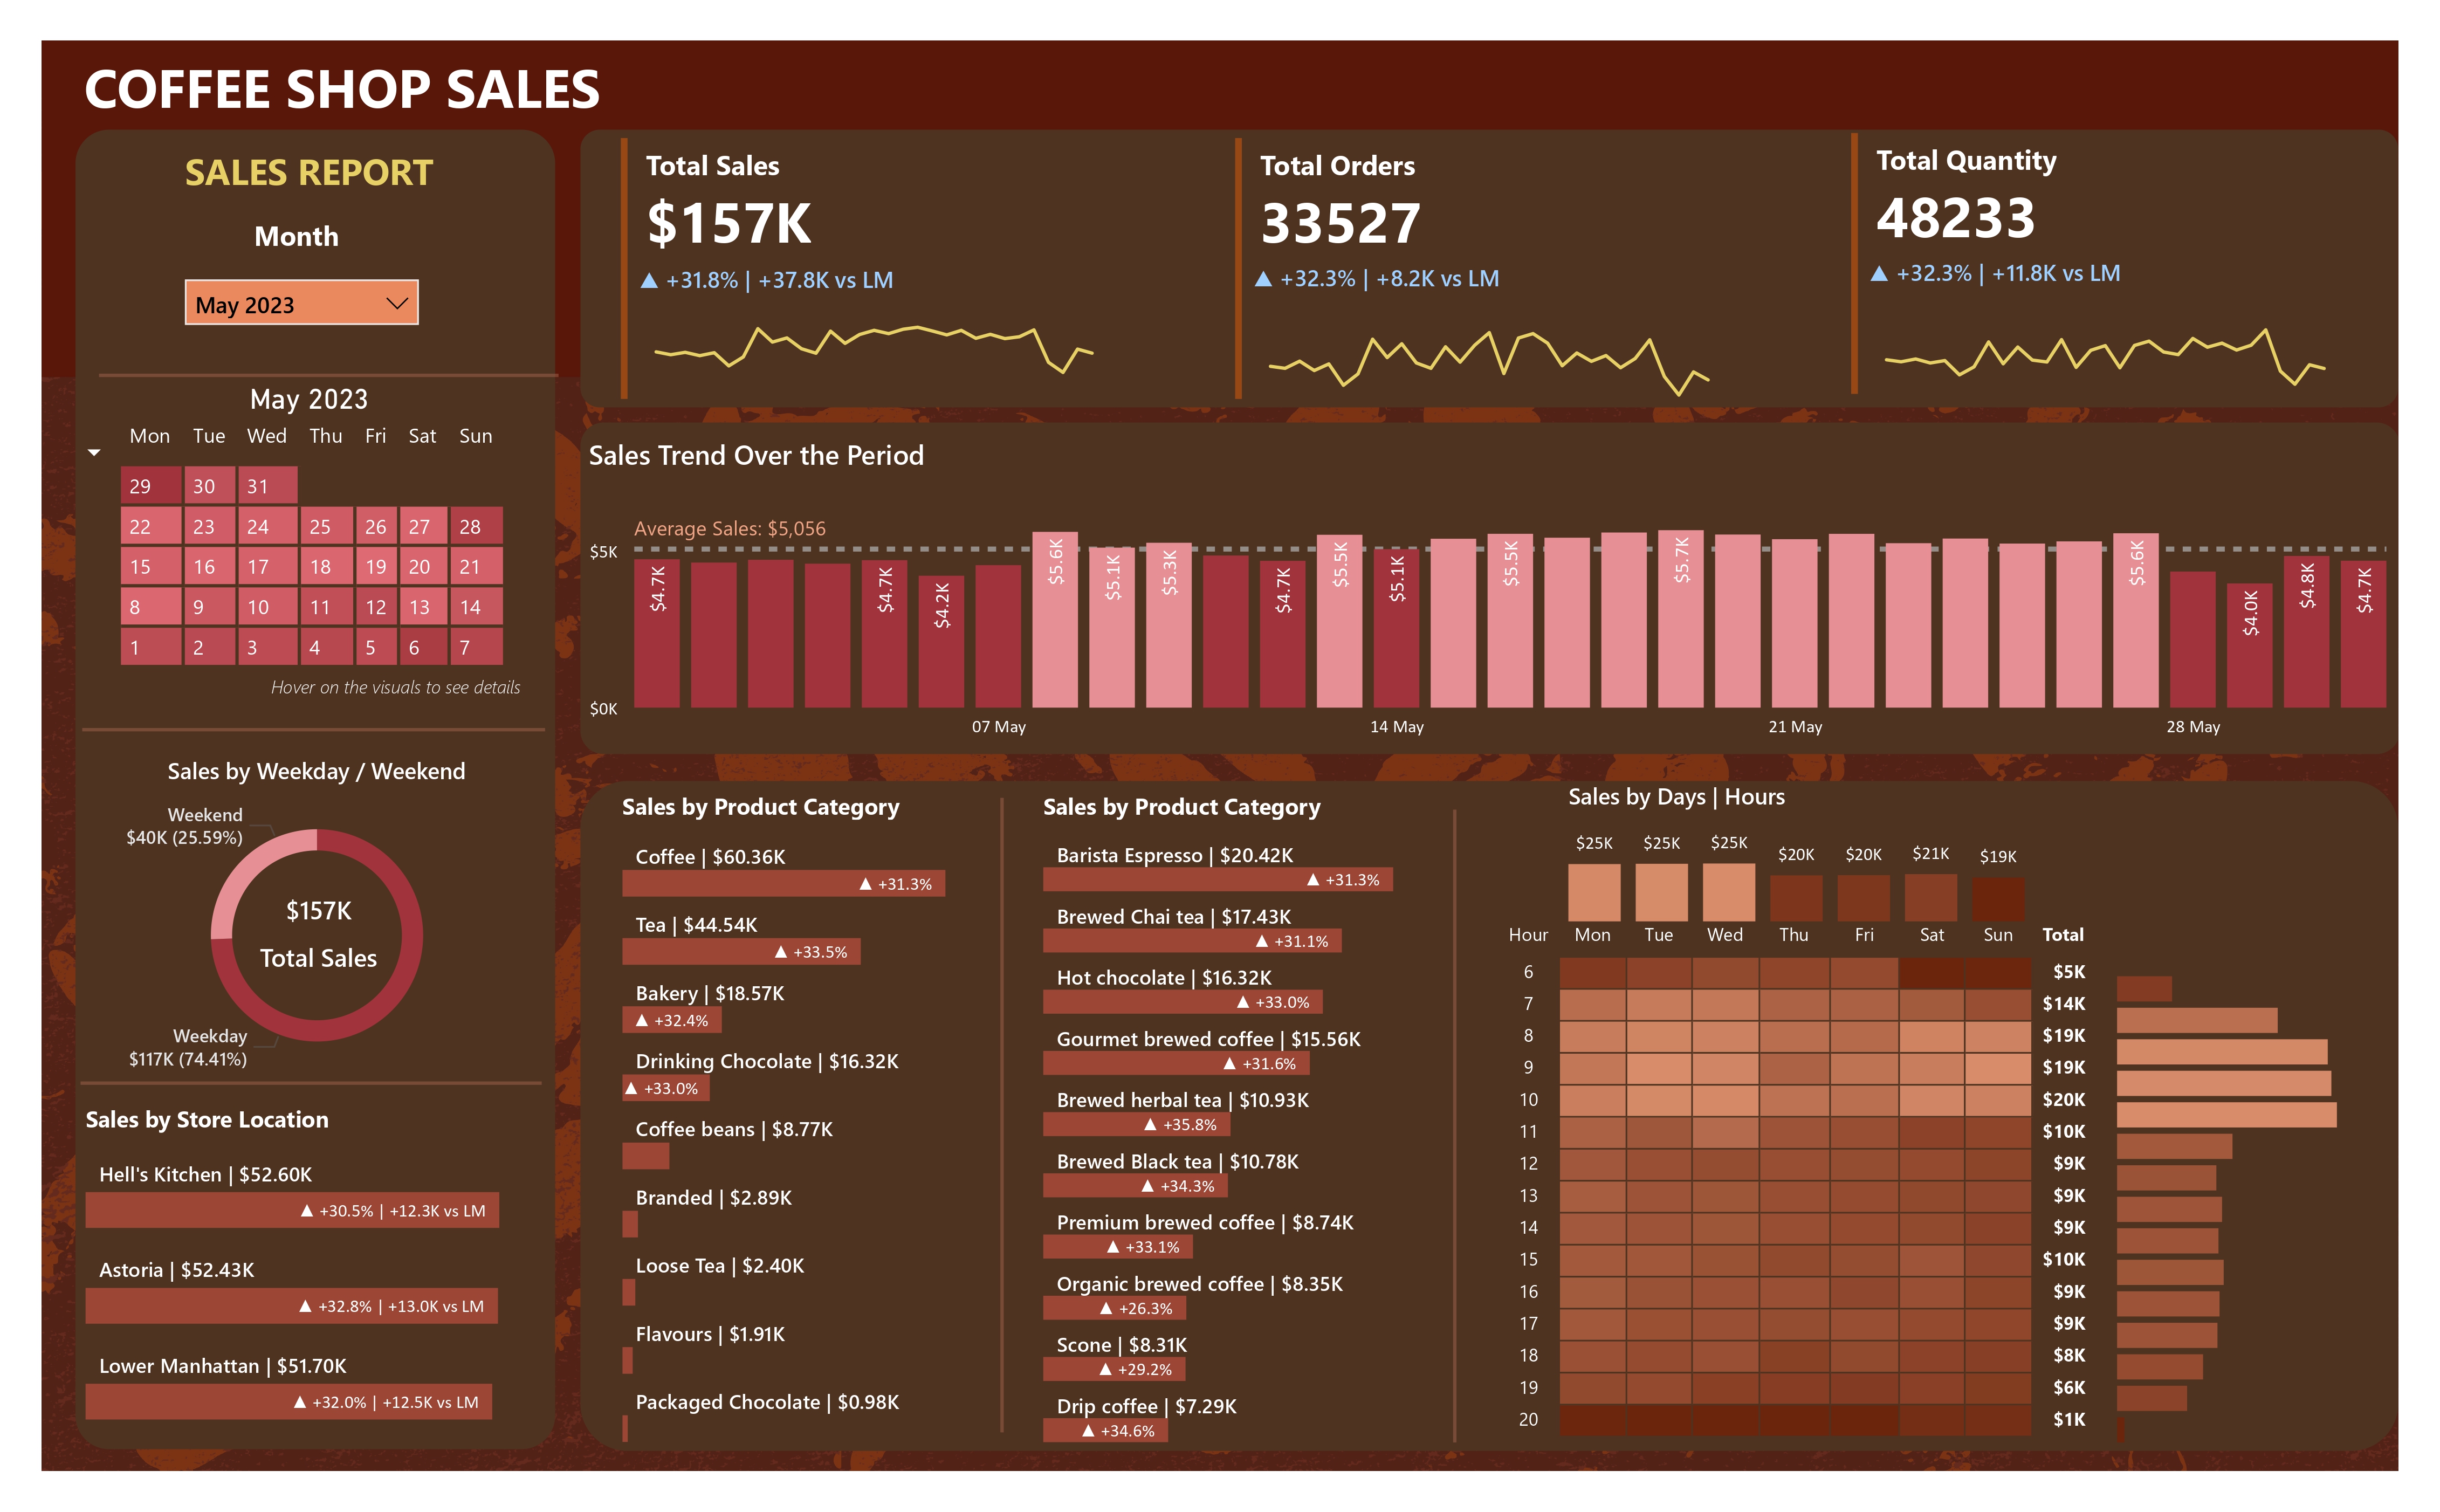 COFFEE SHOP SALES
SALES REPORT
Month
May 2023
May 2023
Mon Tue Wed Thu Fri Sat Sun
29 30 31
22 23 24 25 26 27 28
15 16 17 18 19 20 21
8 9 10 11 12 13 14
1 2 3 4 5 6 7
Hover on the visuals to see details
Sales by Weekday / Weekend
Weekend
$40K (25.59%)
$157K
Total Sales
Weekday
$117K (74.41%)
Sales by Store Location
Hell's Kitchen | $52.60K
▲ +30.5% | +12.3K vs LM
Astoria | $52.43K
▲ +32.8% | +13.0K vs LM
Lower Manhattan | $51.70K
▲ +32.0% | +12.5K vs LM
Total Sales
$157K
▲ +31.8% | +37.8K vs LM
Total Orders
33527
▲ +32.3% | +8.2K vs LM
Total Quantity
48233
▲ +32.3% | +11.8K vs LM
Sales Trend Over the Period
Average Sales: $5,056
$5K
$0K
$4.7K $4.7K $4.2K $5.6K $5.1K $5.3K $4.7K $5.5K $5.1K $5.5K $5.7K $5.6K $4.0K $4.8K $4.7K
07 May 14 May 21 May 28 May
Sales by Product Category
Coffee | $60.36K
▲ +31.3%
Tea | $44.54K
▲ +33.5%
Bakery | $18.57K
▲ +32.4%
Drinking Chocolate | $16.32K
▲ +33.0%
Coffee beans | $8.77K
Branded | $2.89K
Loose Tea | $2.40K
Flavours | $1.91K
Packaged Chocolate | $0.98K
Sales by Product Category
Barista Espresso | $20.42K
▲ +31.3%
Brewed Chai tea | $17.43K
▲ +31.1%
Hot chocolate | $16.32K
▲ +33.0%
Gourmet brewed coffee | $15.56K
▲ +31.6%
Brewed herbal tea | $10.93K
▲ +35.8%
Brewed Black tea | $10.78K
▲ +34.3%
Premium brewed coffee | $8.74K
▲ +33.1%
Organic brewed coffee | $8.35K
▲ +26.3%
Scone | $8.31K
▲ +29.2%
Drip coffee | $7.29K
▲ +34.6%
Sales by Days | Hours
$25K $25K $25K $20K $20K $21K $19K
Hour Mon Tue Wed Thu Fri Sat Sun Total
6 $5K
7 $14K
8 $19K
9 $19K
10 $20K
11 $10K
12 $9K
13 $9K
14 $9K
15 $10K
16 $9K
17 $9K
18 $8K
19 $6K
20 $1K